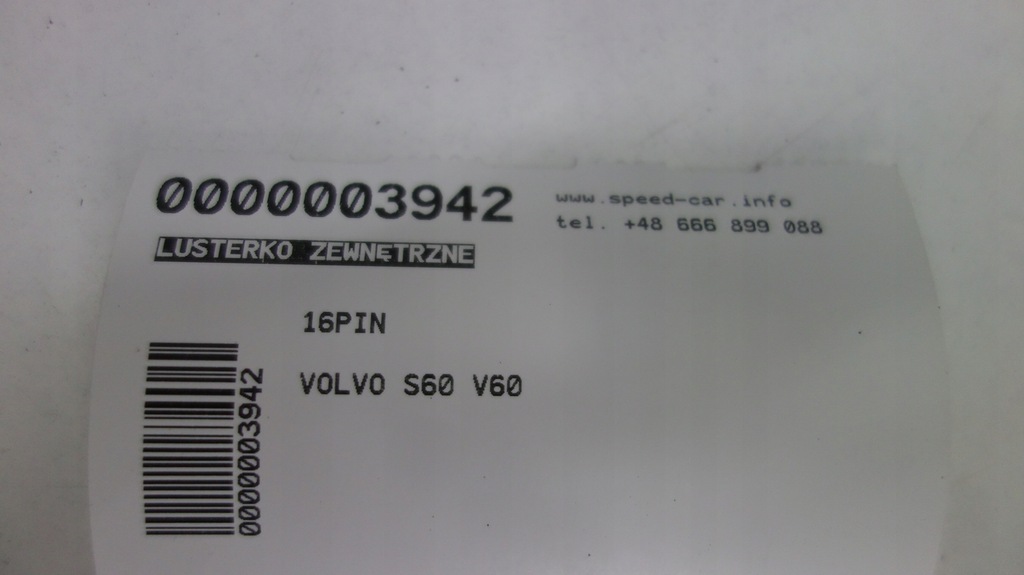 0000003942
www.speed-car.info
tel. +48 666 899 088
LUSTERKO ZEWNĘTRZNE
16PIN
VOLVO S60 V60
0000003942